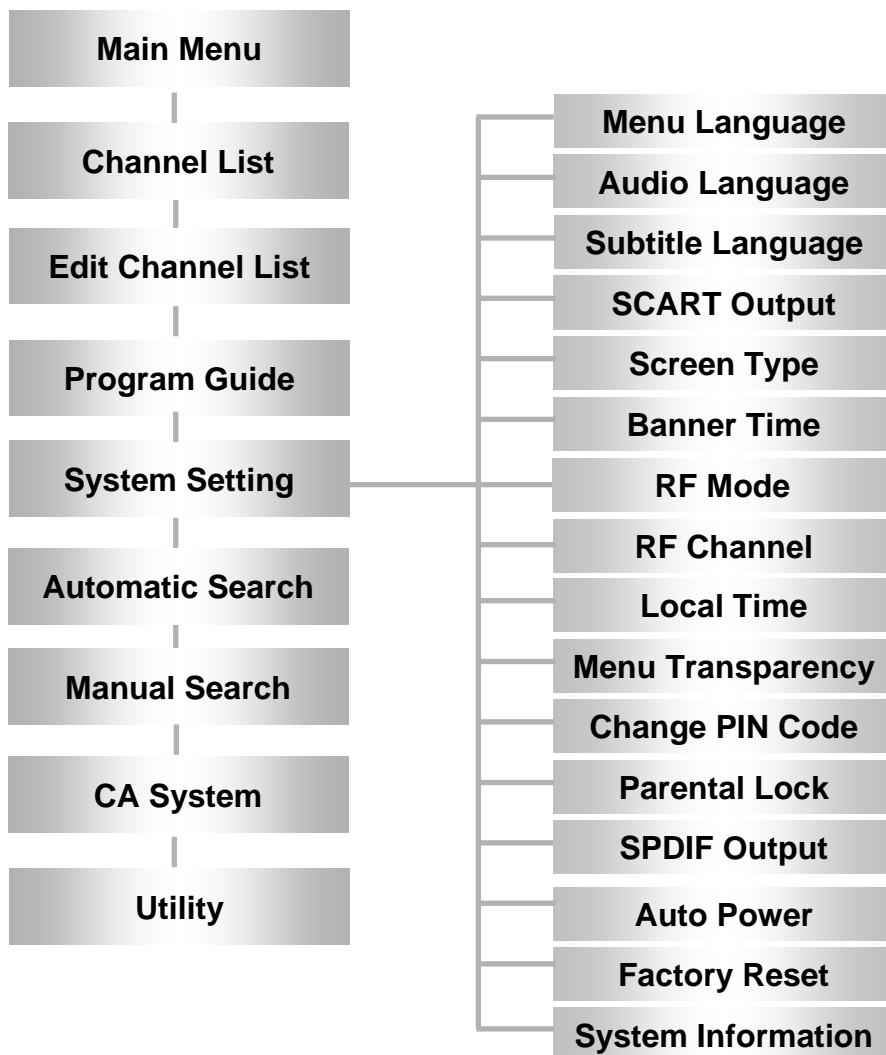 Main Menu
Channel List
Edit Channel List
Program Guide
System Setting
Automatic Search
Manual Search
CA System
Utility
Menu Language
Audio Language
Subtitle Language
SCART Output
Screen Type
Banner Time
RF Mode
RF Channel
Local Time
Menu Transparency
Change PIN Code
Parental Lock
SPDIF Output
Auto Power
Factory Reset
System Information